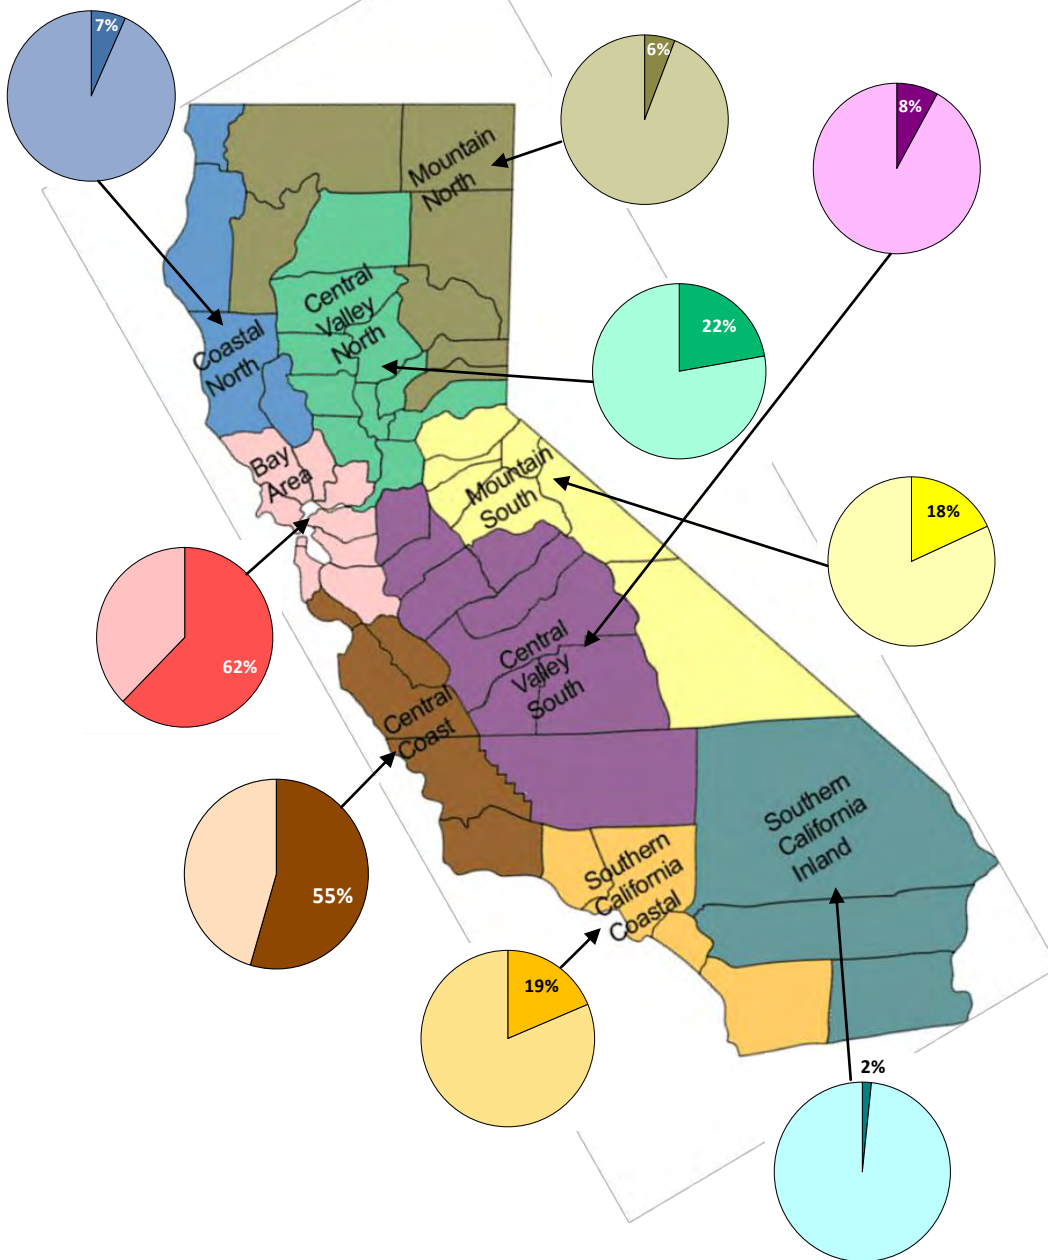 7%
6%
8%
Mountain
North
Central
Valley
North
22%
Coastal
North
Bay
Area
Mountain
South
18%
62%
Central
Valley
South
Central
Coast
55%
Southern
California
Inland
Southern
California
Coastal
19%
2%